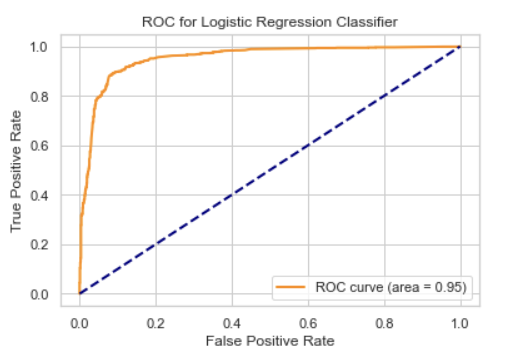 ROC for Logistic Regression Classifier
1.0
0.8
0.6
0.4
0.2
0.0
True Positive Rate
ROC curve (area = 0.95)
0.0 0.2 0.4 0.6 0.8 1.0
False Positive Rate